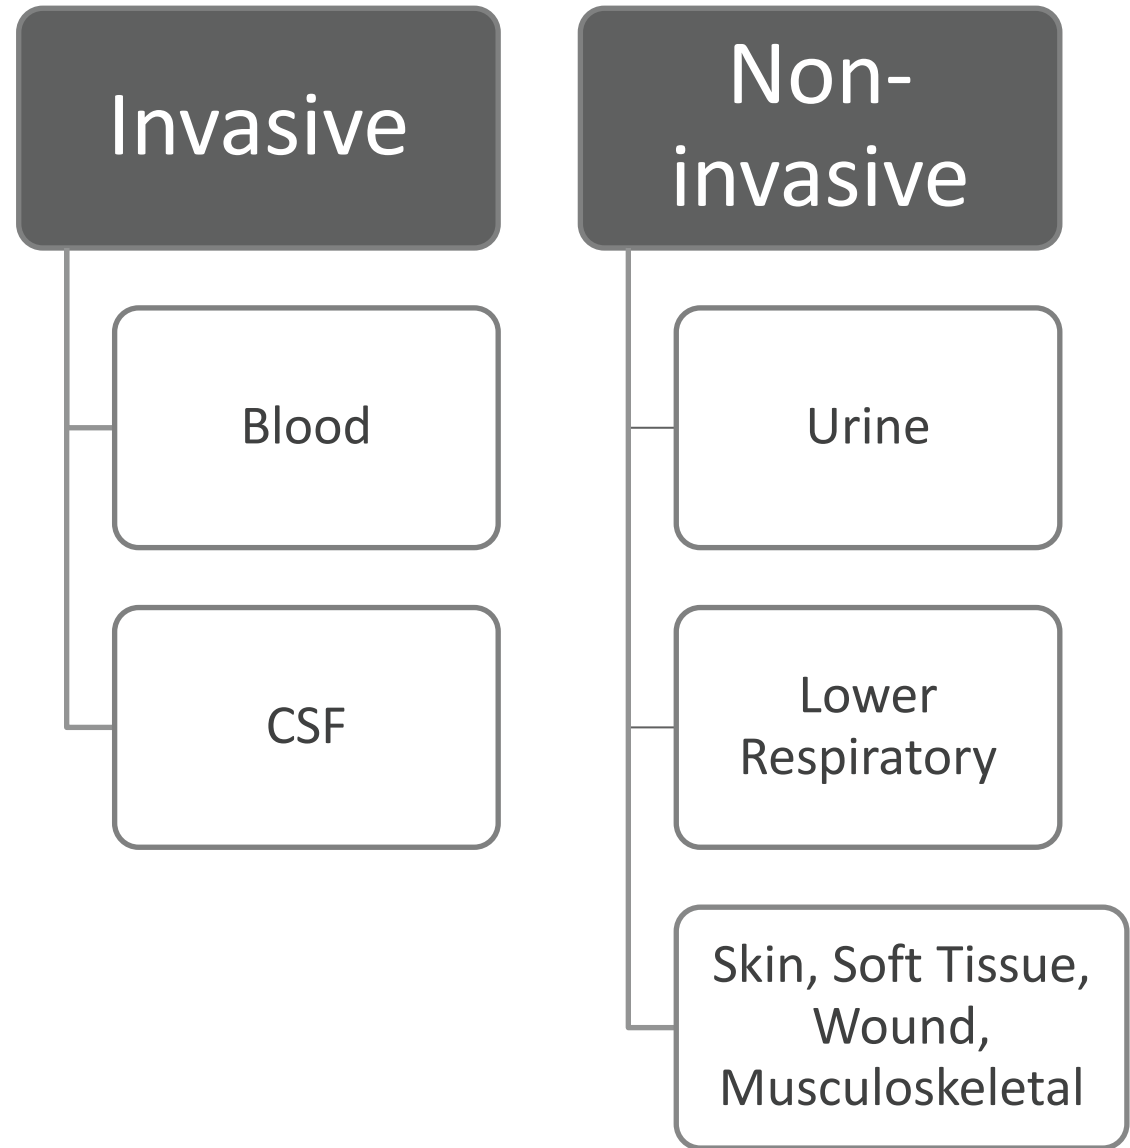 Invasive
Blood
CSF
Non-
invasive
Urine
Lower
Respiratory
Skin, Soft Tissue,
Wound,
Musculoskeletal